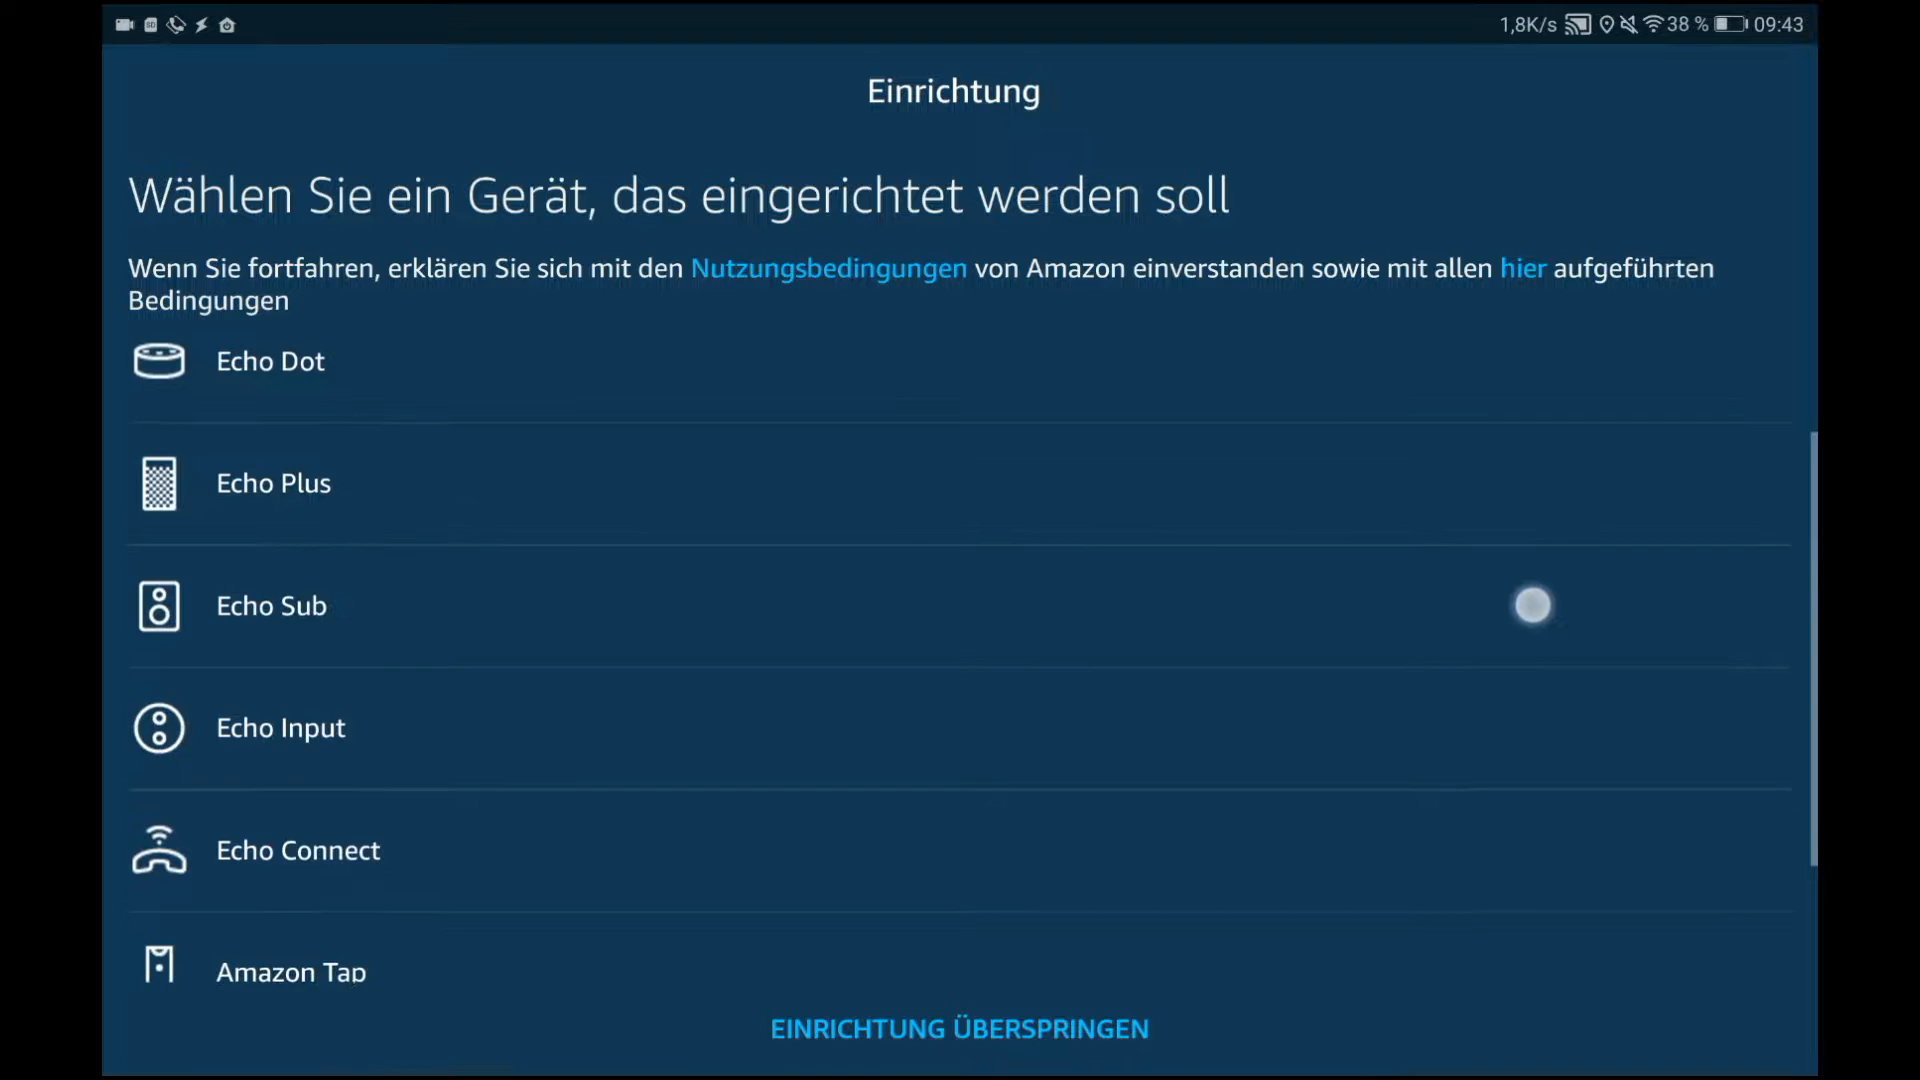 1,8K/s 38 % 09:43
Einrichtung
Wählen Sie ein Gerät, das eingerichtet werden soll
Wenn Sie fortfahren, erklären Sie sich mit den Nutzungsbedingungen von Amazon einverstanden sowie mit allen hier aufgeführten
Bedingungen
Echo Dot
Echo Plus
Echo Sub
Echo Input
Echo Connect
Amazon Tap
EINRICHTUNG ÜBERSPRINGEN